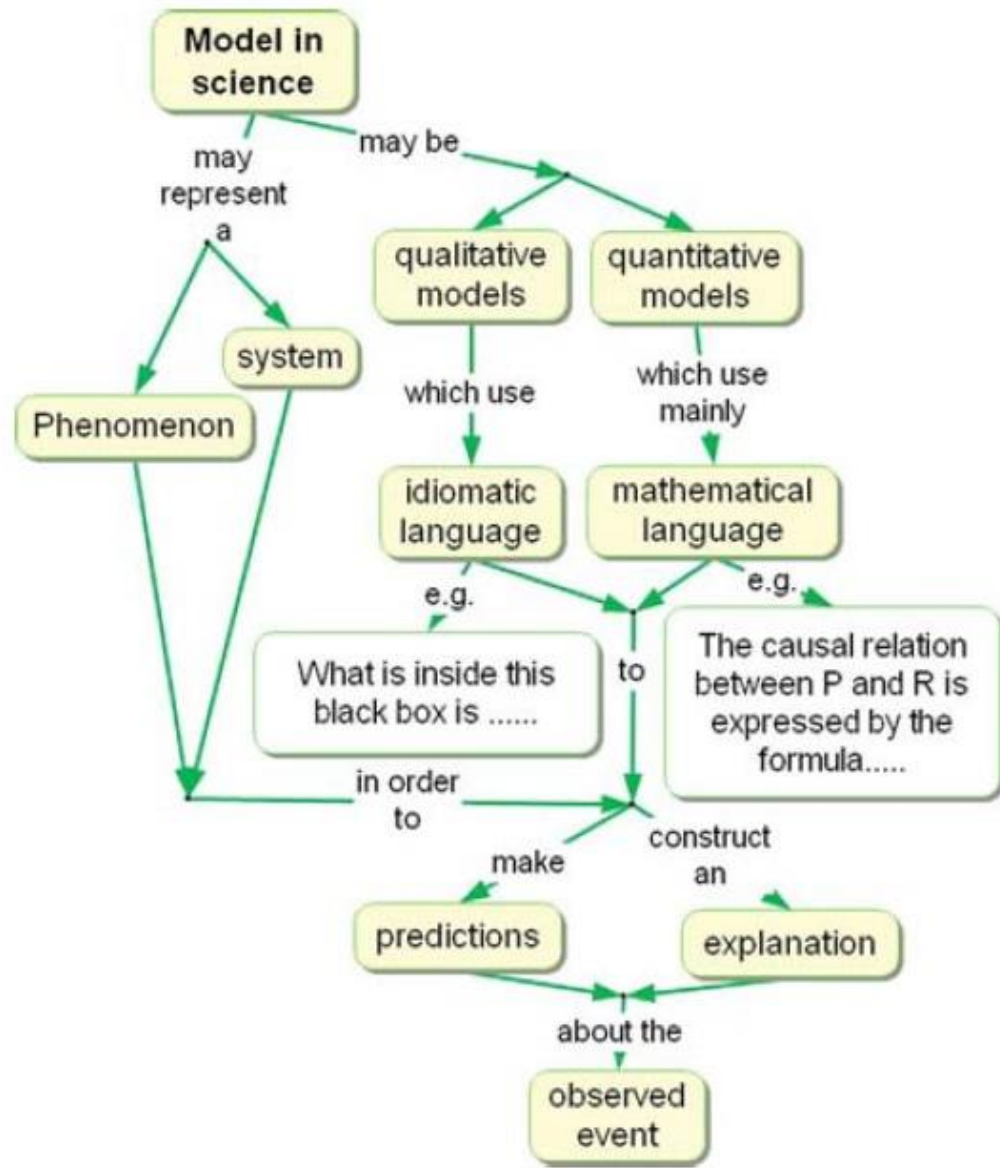 Model in
science
may
represent
a
may be
qualitative
models
quantitative
models
system
Phenomenon
which use
which use
mainly
idiomatic
language
mathematical
language
e.g.
e.g.
What is inside this
black box is ......
to
The causal relation
between P and R is
expressed by the
formula.....
in order
to
make
construct
an
predictions
explanation
about the
observed
event